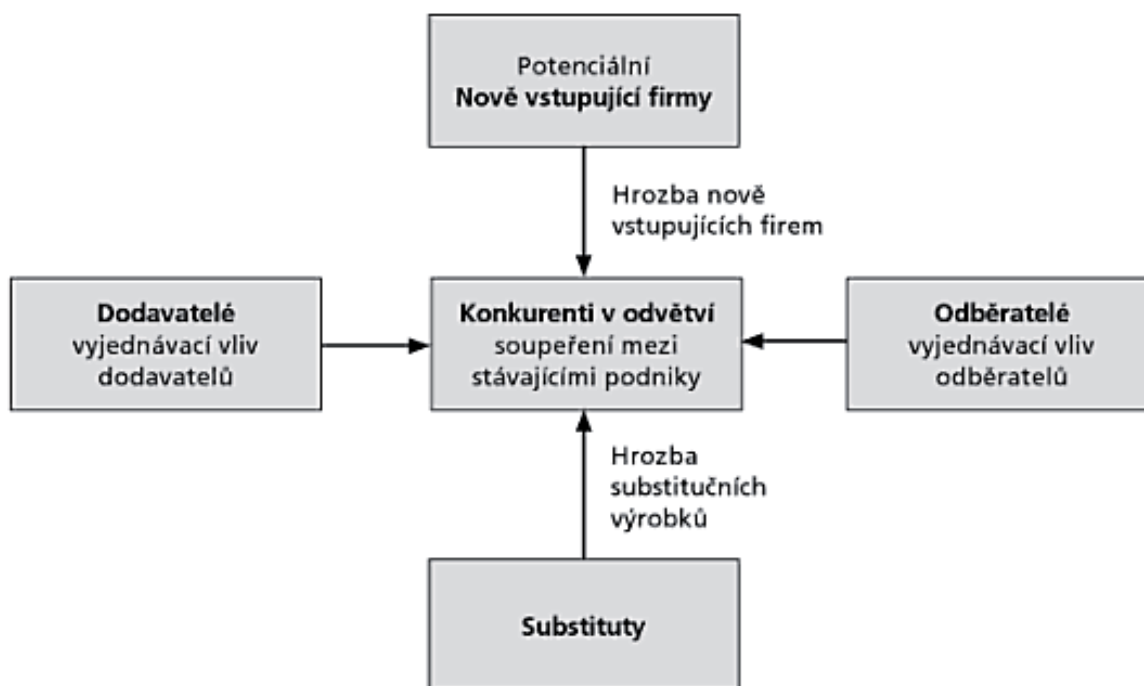 Potenciální
Nově vstupující firmy
Hrozba nově
vstupujících firem
Dodavatelé
vyjednávací vliv
dodavatelů
Konkurenti v odvětví
soupeření mezi
stávajícími podniky
Odběratelé
vyjednávací vliv
odběratelů
Hrozba
substitučních
výrobků
Substituty